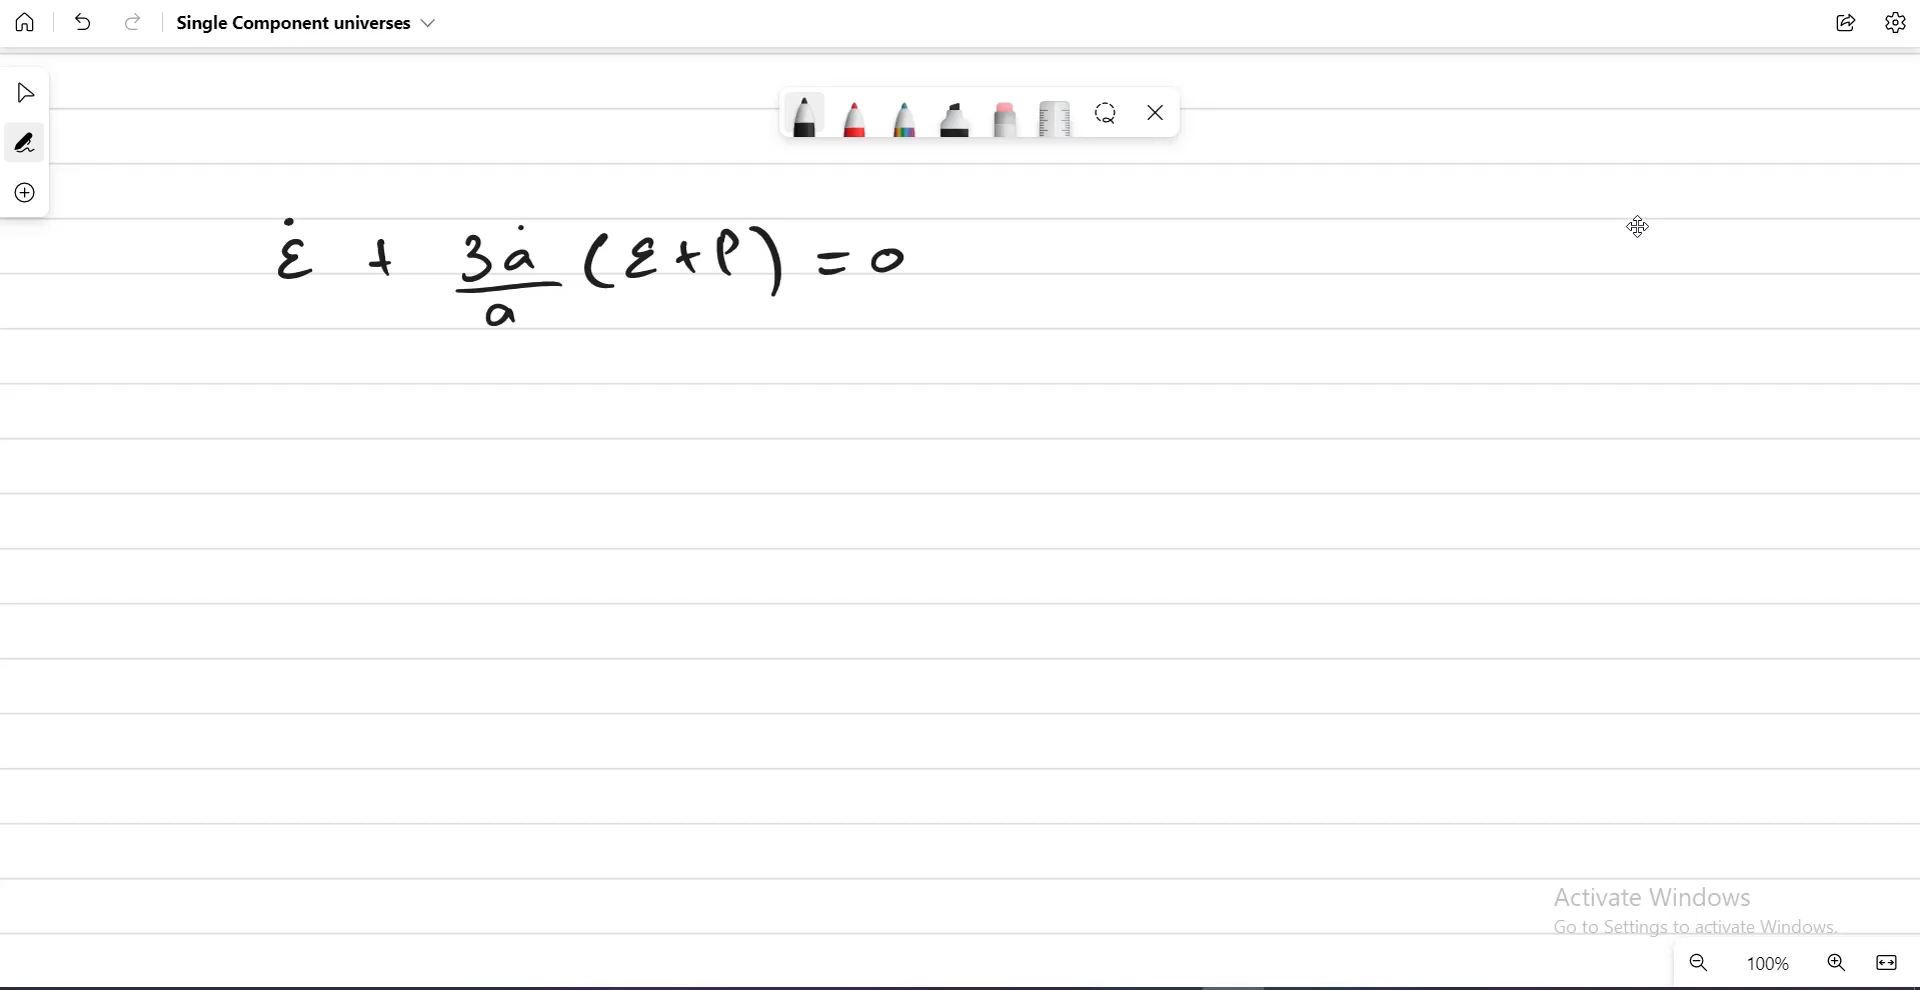 Single Component universes
ε̇ + 3ȧ/a (ε + P) = 0
Activate Windows
Go to Settings to activate Windows.
100%